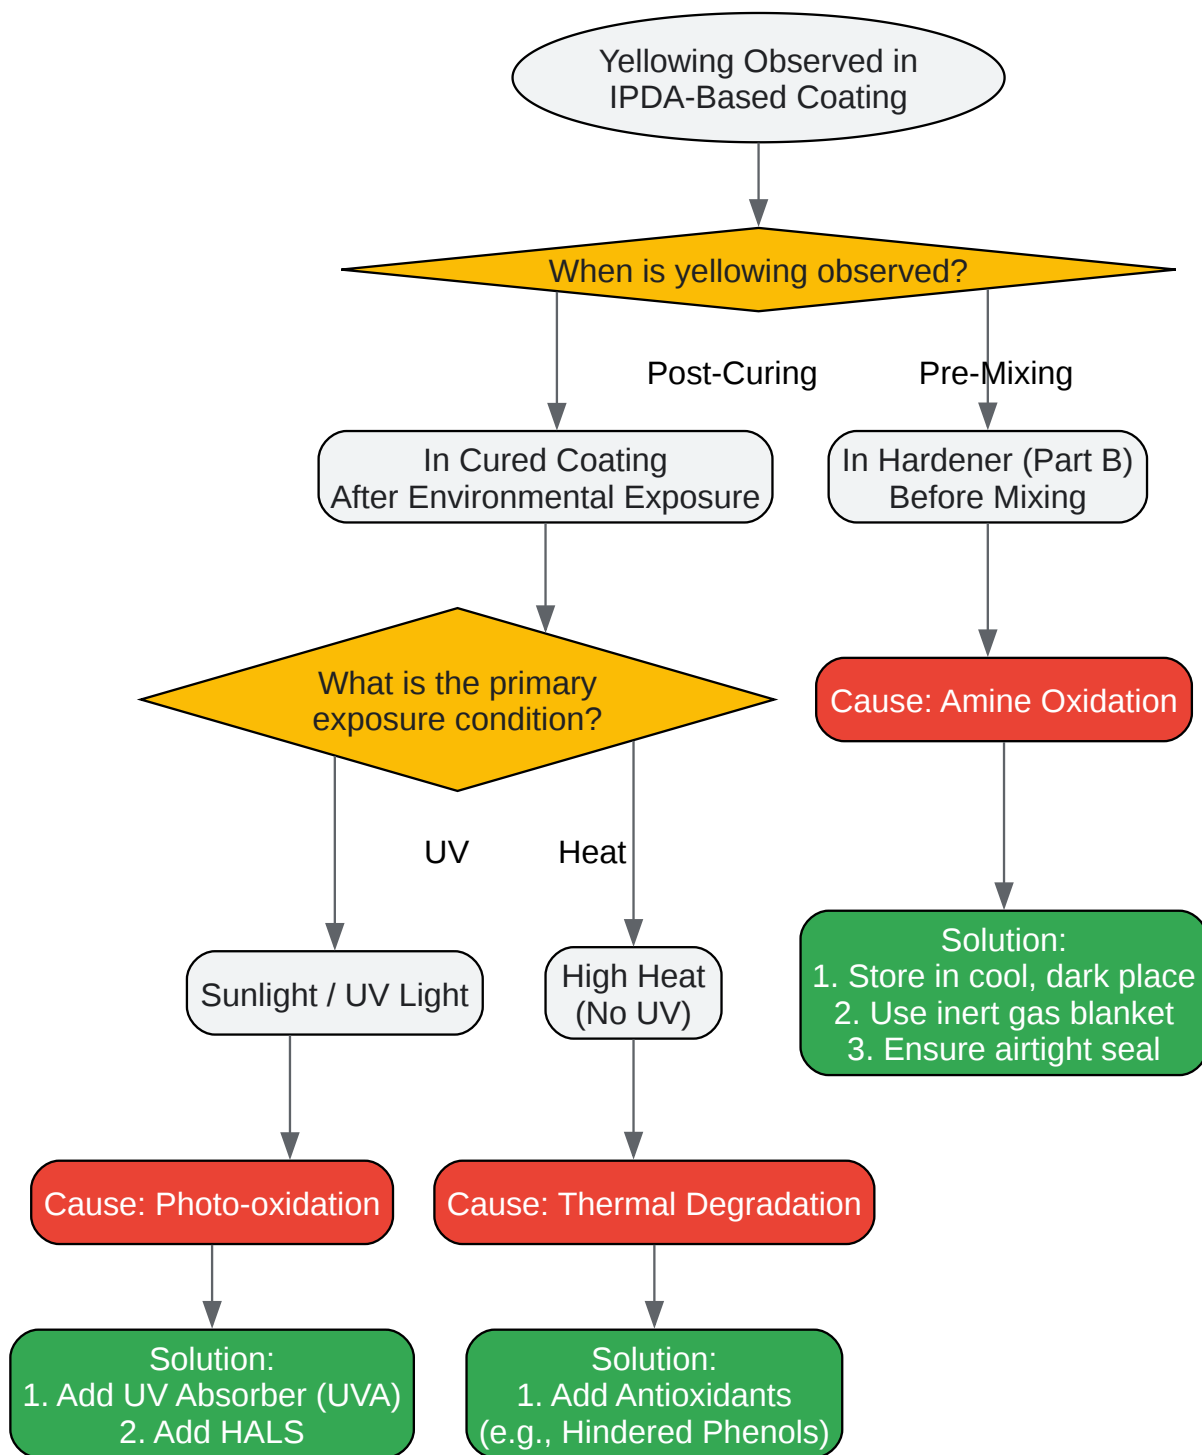 Yellowing Observed in
IPDA-Based Coating
When is yellowing observed?
Post-Curing
Pre-Mixing
In Cured Coating
After Environmental Exposure
In Hardener (Part B)
Before Mixing
What is the primary
exposure condition?
Cause: Amine Oxidation
UV
Heat
Sunlight / UV Light
High Heat
(No UV)
Solution:
1. Store in cool, dark place
2. Use inert gas blanket
3. Ensure airtight seal
Cause: Photo-oxidation
Cause: Thermal Degradation
Solution:
1. Add UV Absorber (UVA)
2. Add HALS
Solution:
1. Add Antioxidants
(e.g., Hindered Phenols)